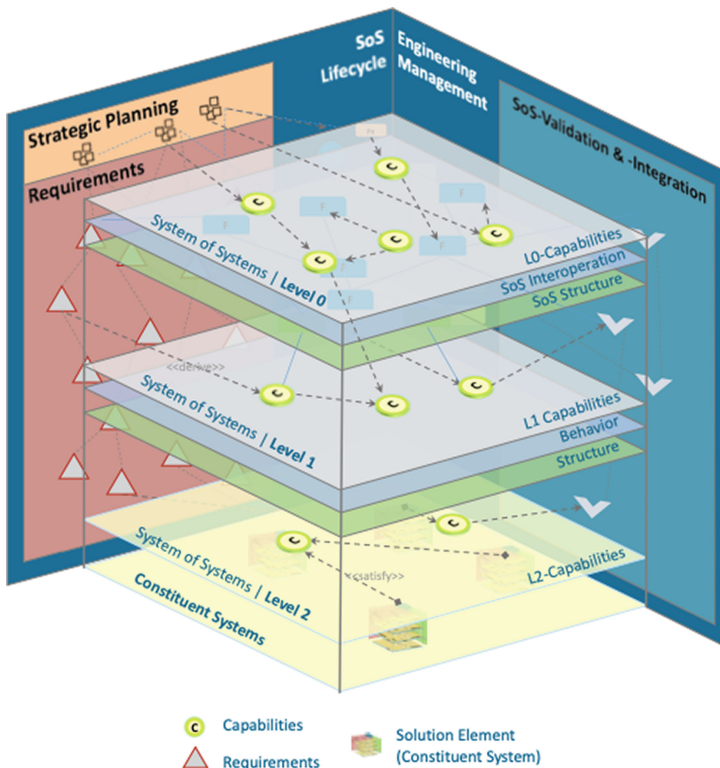 SoS
Lifecycle
Engineering
Management
Strategic Planning
Requirements
SoS-Validation & -Integration
C
C
C
C
C
F
F
F
F
F
F
System of Systems | Level 0
L0-Capabilities
SoS Interoperation
SoS Structure
<<derive>>
C
C
C
System of Systems | Level 1
L1 Capabilities
Behavior
Structure
C
C
System of Systems | Level 2
<<satisfy>>
L2-Capabilities
Constituent Systems
C Capabilities
Requirements
Solution Element
(Constituent System)